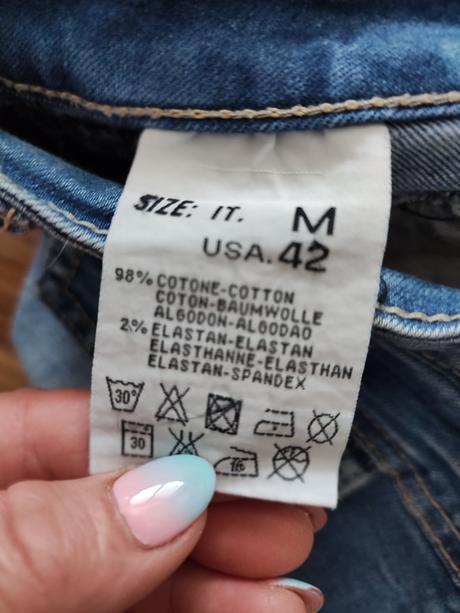 SIZE: IT. M
USA. 42
98% COTONE-COTTON
COTON-BAUMWOLLE
ALGODON-ALGODAO
2% ELASTAN-ELASTAN
ELASTHANNE-ELASTHAN
ELASTAN-SPANDEX
30°
30